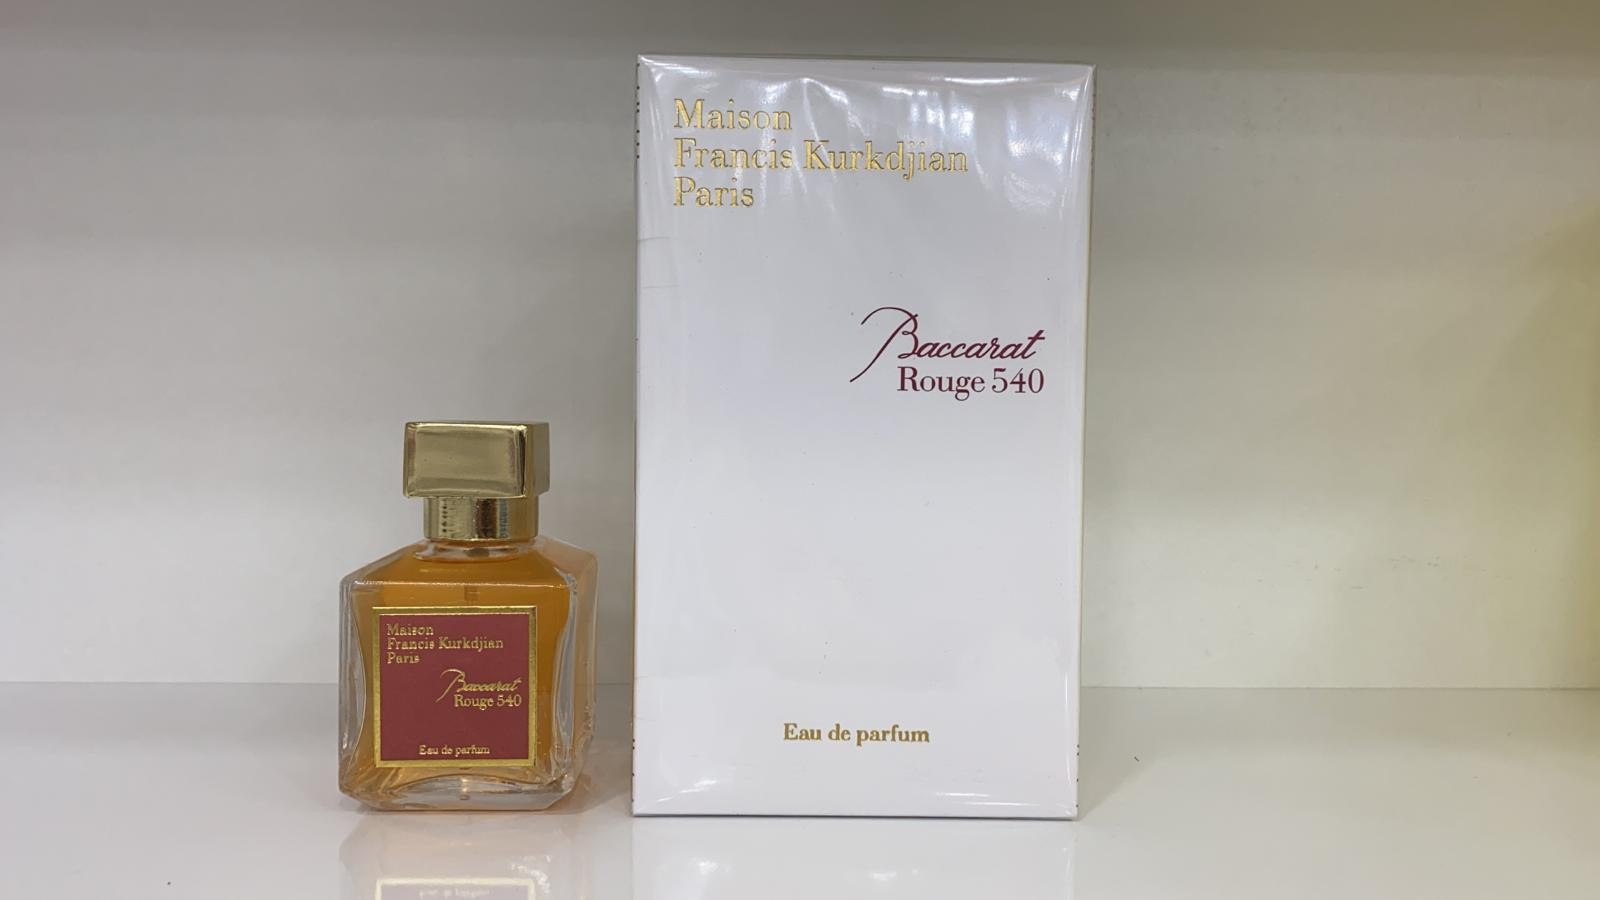 Maison
Francis Kurkdjian
Paris
Baccarat
Rouge 540
Eau de parfum
Maison
Francis Kurkdjian
Paris
Baccarat
Rouge 540
Eau de parfum